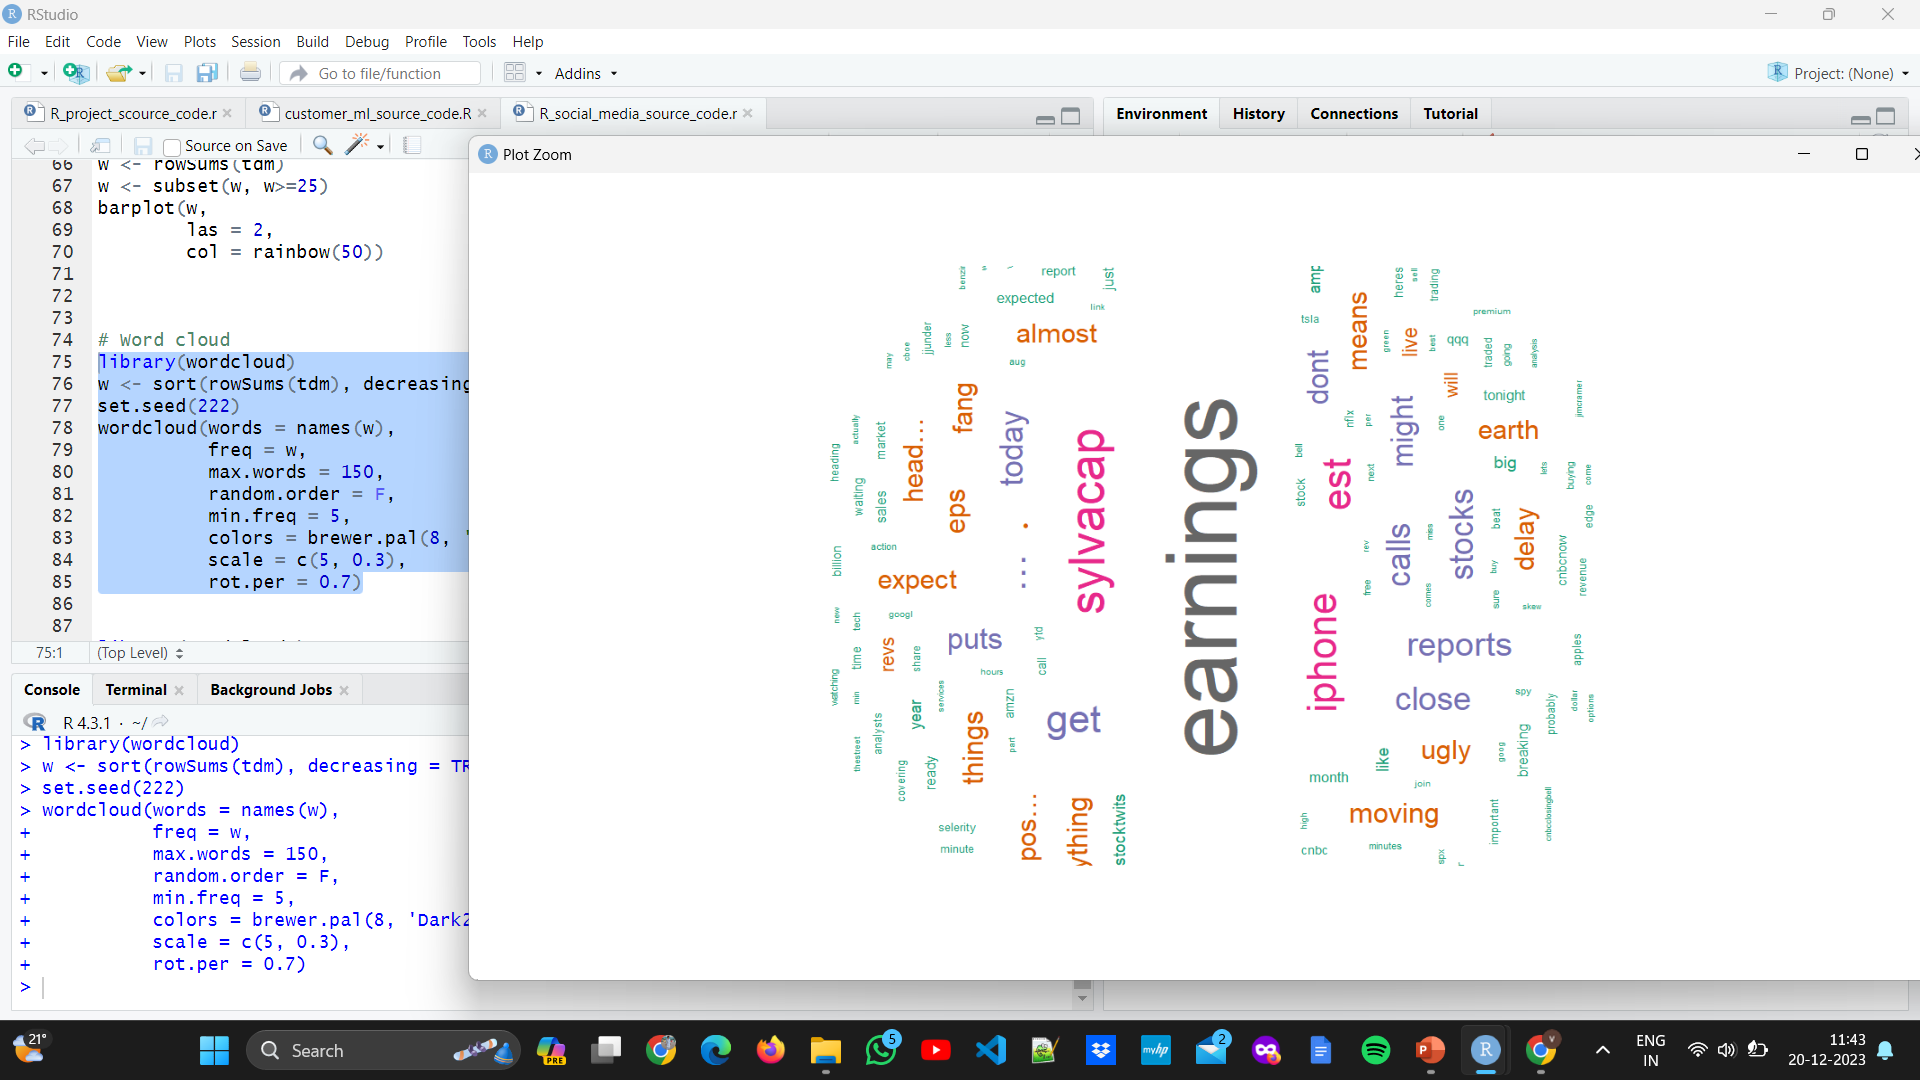 RStudio
File Edit Code View Plots Session Build Debug Profile Tools Help
Go to file/function Addins Project: (None)
R_project_scource_code.r customer_ml_source_code.R R_social_media_source_code.r
Environment History Connections Tutorial
Source on Save
66 w <- rowSums(tdm)
67 w <- subset(w, w>=25)
68 barplot(w,
69 las = 2,
70 col = rainbow(50))
71
72
73
74 # Word cloud
75 library(wordcloud)
76 w <- sort(rowSums(tdm), decreasing
77 set.seed(222)
78 wordcloud(words = names(w),
79 freq = w,
80 max.words = 150,
81 random.order = F,
82 min.freq = 5,
83 colors = brewer.pal(8, '
84 scale = c(5, 0.3),
85 rot.per = 0.7)
86
87
75:1 (Top Level)
Console Terminal Background Jobs
R 4.3.1 · ~/
> library(wordcloud)
> w <- sort(rowSums(tdm), decreasing = TR
> set.seed(222)
> wordcloud(words = names(w),
+ freq = w,
+ max.words = 150,
+ random.order = F,
+ min.freq = 5,
+ colors = brewer.pal(8, 'Dark2
+ scale = c(5, 0.3),
+ rot.per = 0.7)
>
Plot Zoom
benzin
report
just
expected
link
almost
jjunder
less
now
may
cboe
aug
fang
today
head...
actually
market
heading
waiting
sales
eps
sylvacap
...
.
action
billion
expect
new
tech
googl
puts
ytd
revs
time
share
call
hours
watching
min
services
amzn
year
get
analysts
thestreet
things
part
covering
ready
selerity
minute
pos...
ything
stocktwits
earnings
amp
means
heres
sell
trading
tsla
premium
green
live
best
qqq
traded
going
analysis
dont
will
tonight
jimcramer
nflx
per
might
one
earth
bell
est
next
big
lets
buying
come
stock
stocks
beat
edge
delay
calls
miss
rev
cnbcnow
buy
revenue
free
comes
sure
skew
iphone
reports
apples
close
spy
probably
dollar
options
like
ugly
goog
breaking
month
join
moving
high
important
cnbcclosingbell
cnbc
minutes
spx
r
21°
Search
PRE
5
myhp
2
V
ENG
IN
11:43
20-12-2023